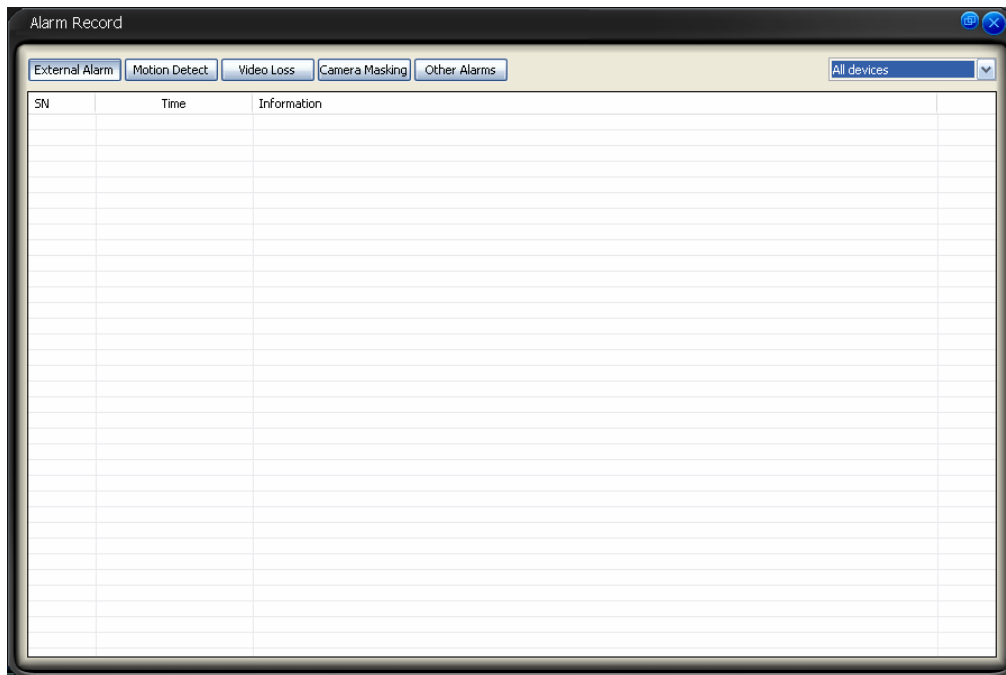 Alarm Record
External Alarm Motion Detect Video Loss Camera Masking Other Alarms All devices
SN Time Information